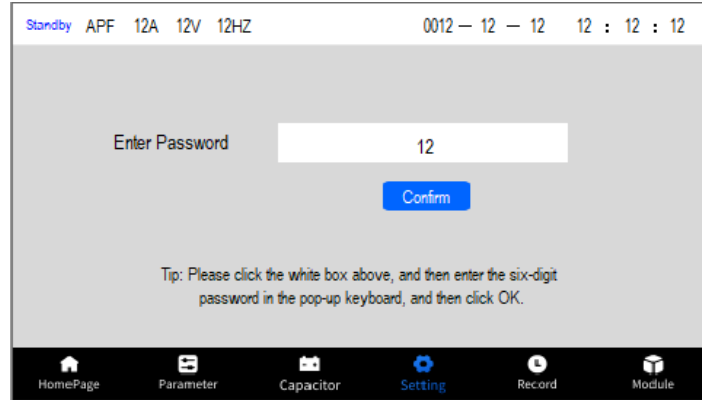 Standby APF 12A 12V 12HZ 0012 — 12 — 12 12 : 12 : 12
Enter Password 12
Confirm
Tip: Please click the white box above, and then enter the six-digit
password in the pop-up keyboard, and then click OK.
HomePage Parameter Capacitor Setting Record Module